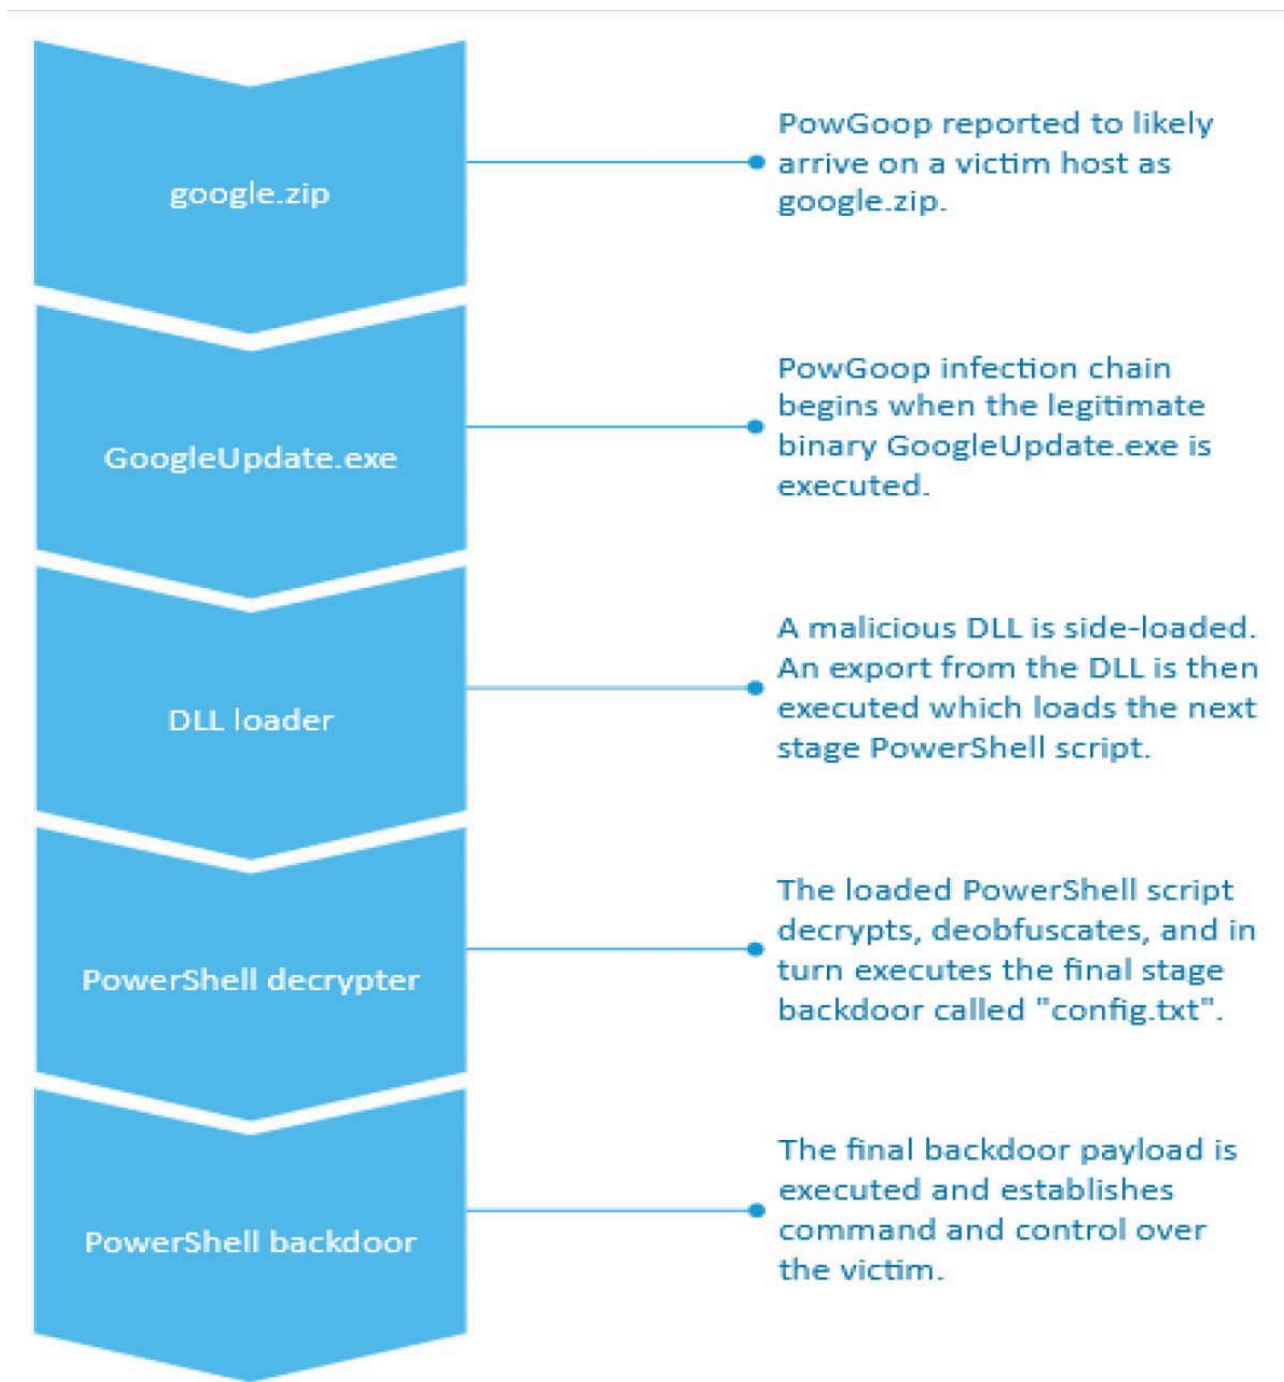 google.zip
PowGoop reported to likely
arrive on a victim host as
google.zip.
GoogleUpdate.exe
PowGoop infection chain
begins when the legitimate
binary GoogleUpdate.exe is
executed.
DLL loader
A malicious DLL is side-loaded.
An export from the DLL is then
executed which loads the next
stage PowerShell script.
PowerShell decrypter
The loaded PowerShell script
decrypts, deobfuscates, and in
turn executes the final stage
backdoor called "config.txt".
PowerShell backdoor
The final backdoor payload is
executed and establishes
command and control over
the victim.